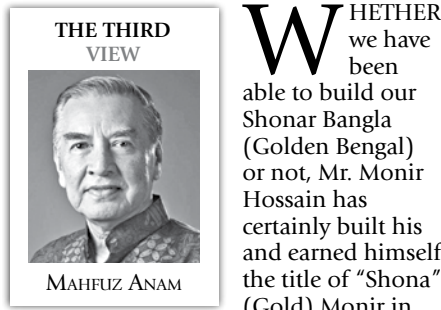 THE THIRD
VIEW
MAHFUZ ANAM
WHETHER
we have
been
able to build our
Shonar Bangla
(Golden Bengal)
or not, Mr. Monir
Hossain has
certainly built his
and earned himself
the title of “Shona”
(Gold) Monir in